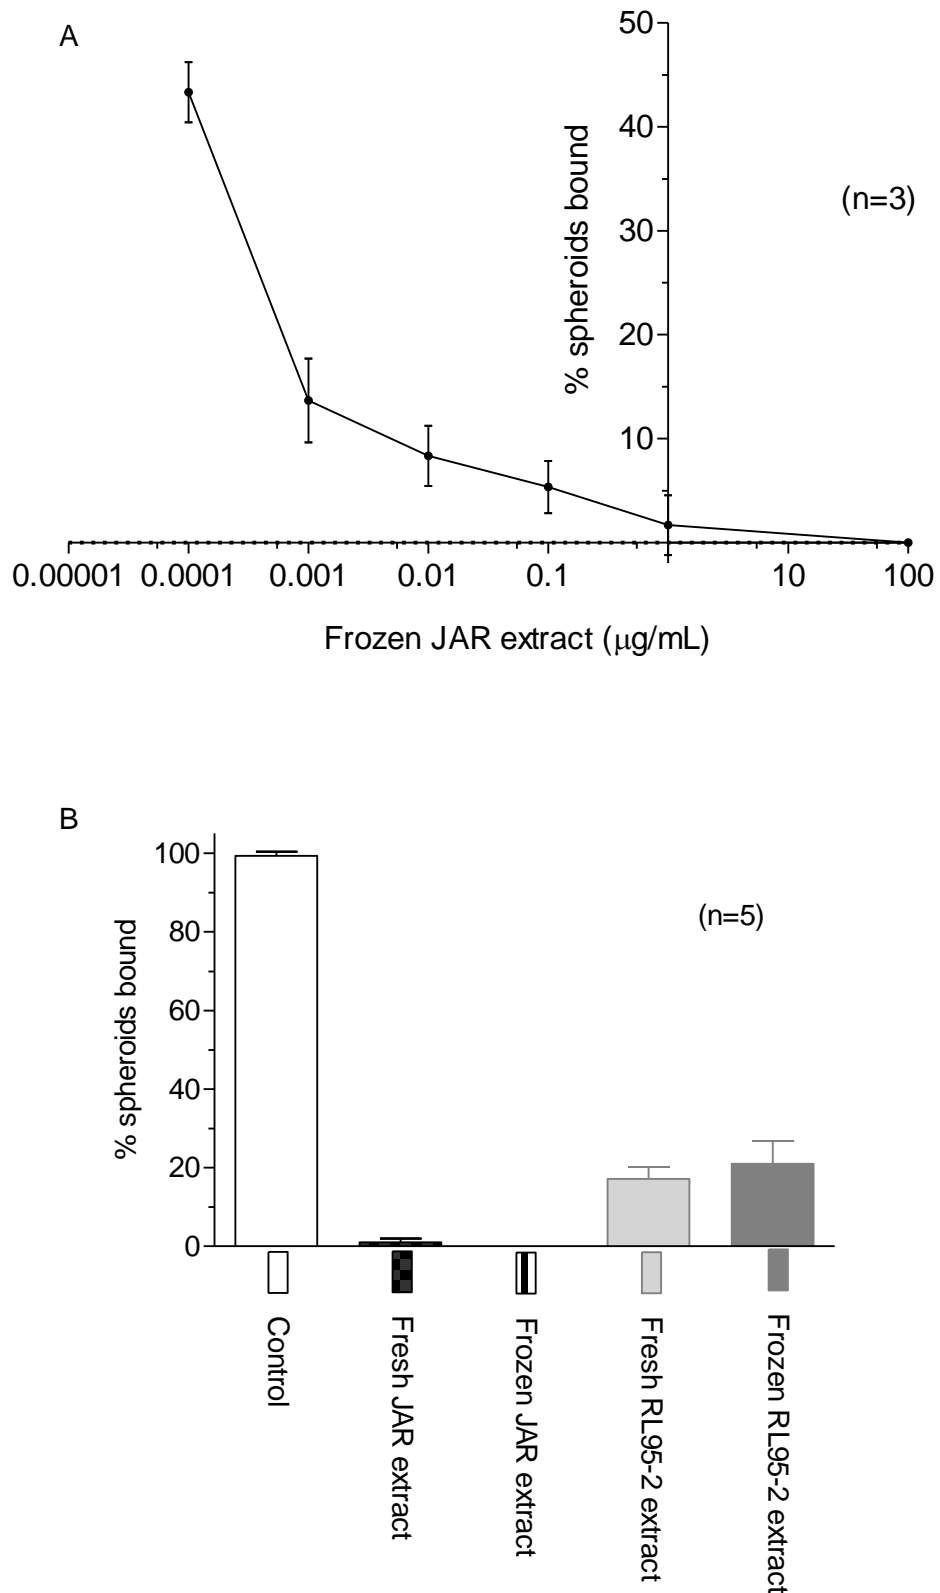 A
50
40
30
20
10
% spheroids bound
(n=3)
0.00001 0.0001 0.001 0.01 0.1 10 100
Frozen JAR extract (μg/mL)
B
100
80
60
40
20
0
% spheroids bound
(n=5)
Control
Fresh JAR extract
Frozen JAR extract
Fresh RL95-2 extract
Frozen RL95-2 extract